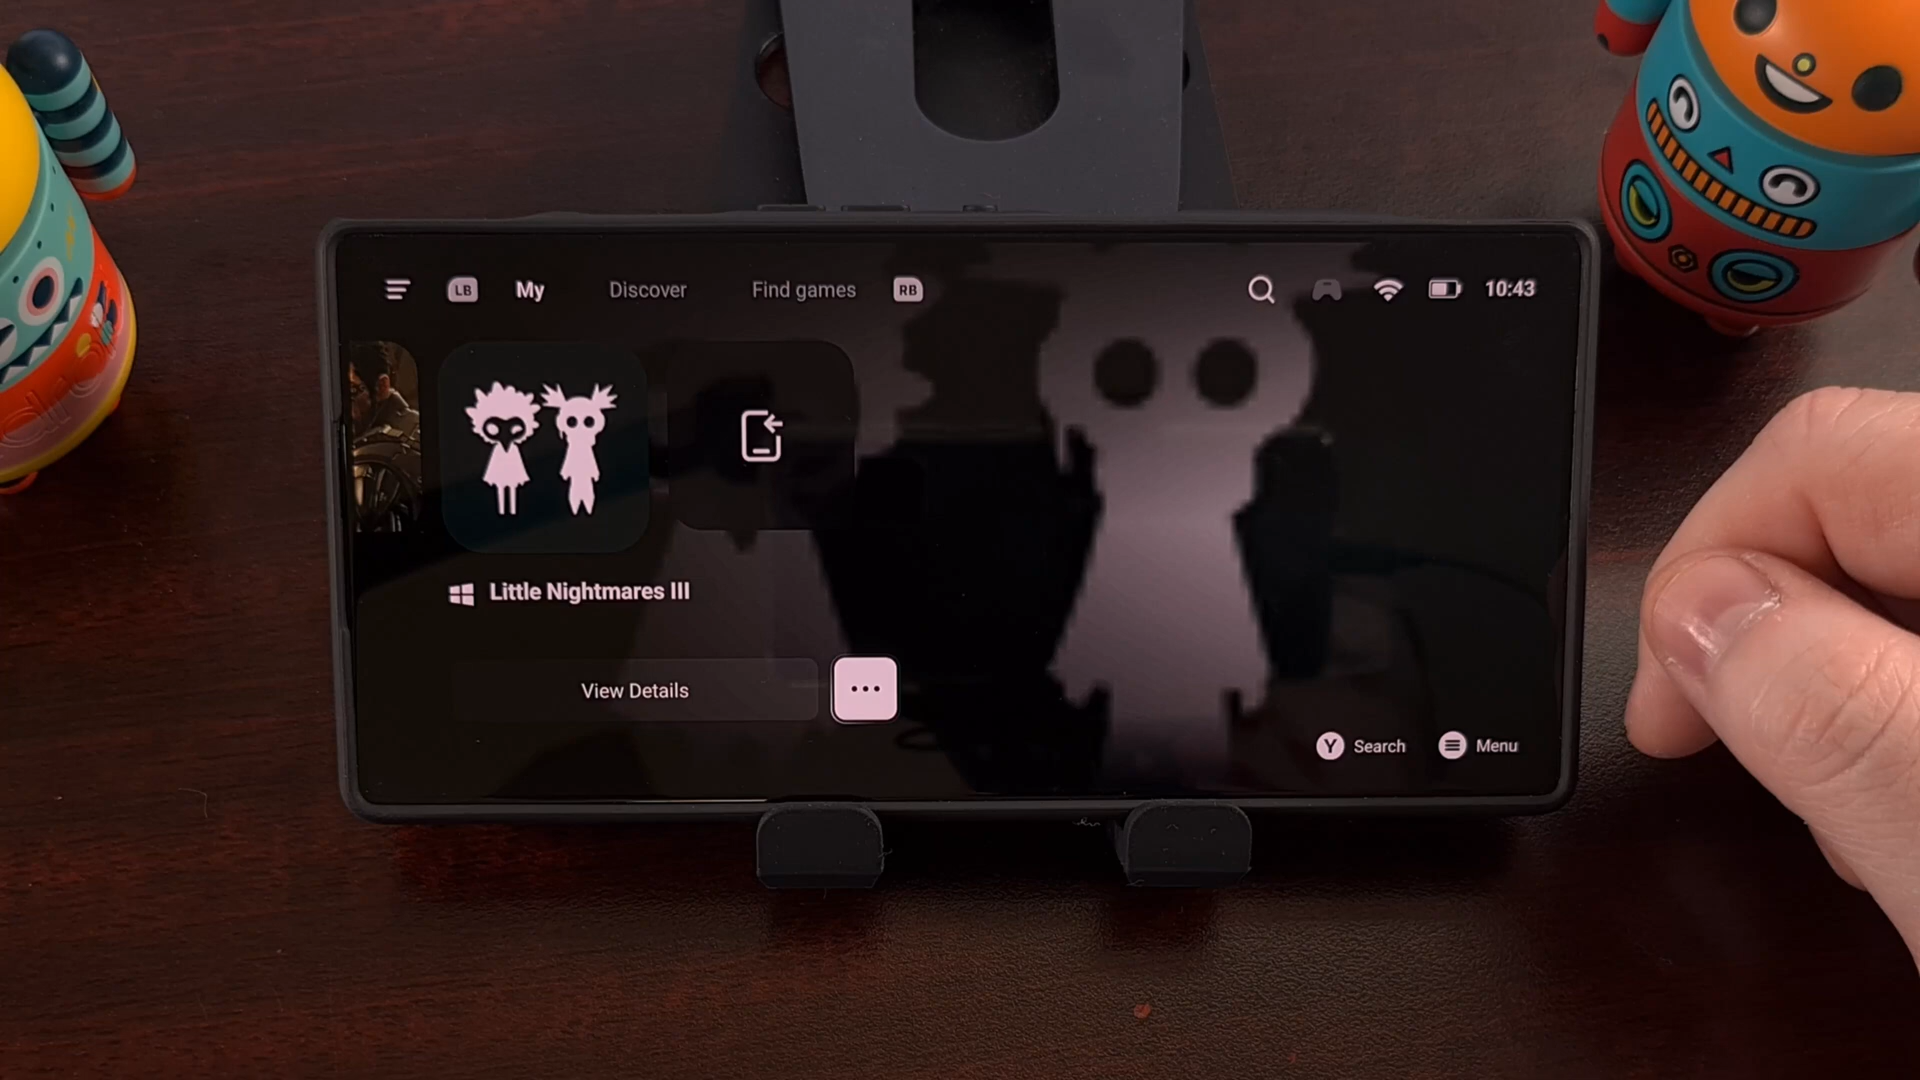 LB My Discover Find games RB 10:43
Little Nightmares III
View Details
Y Search Menu